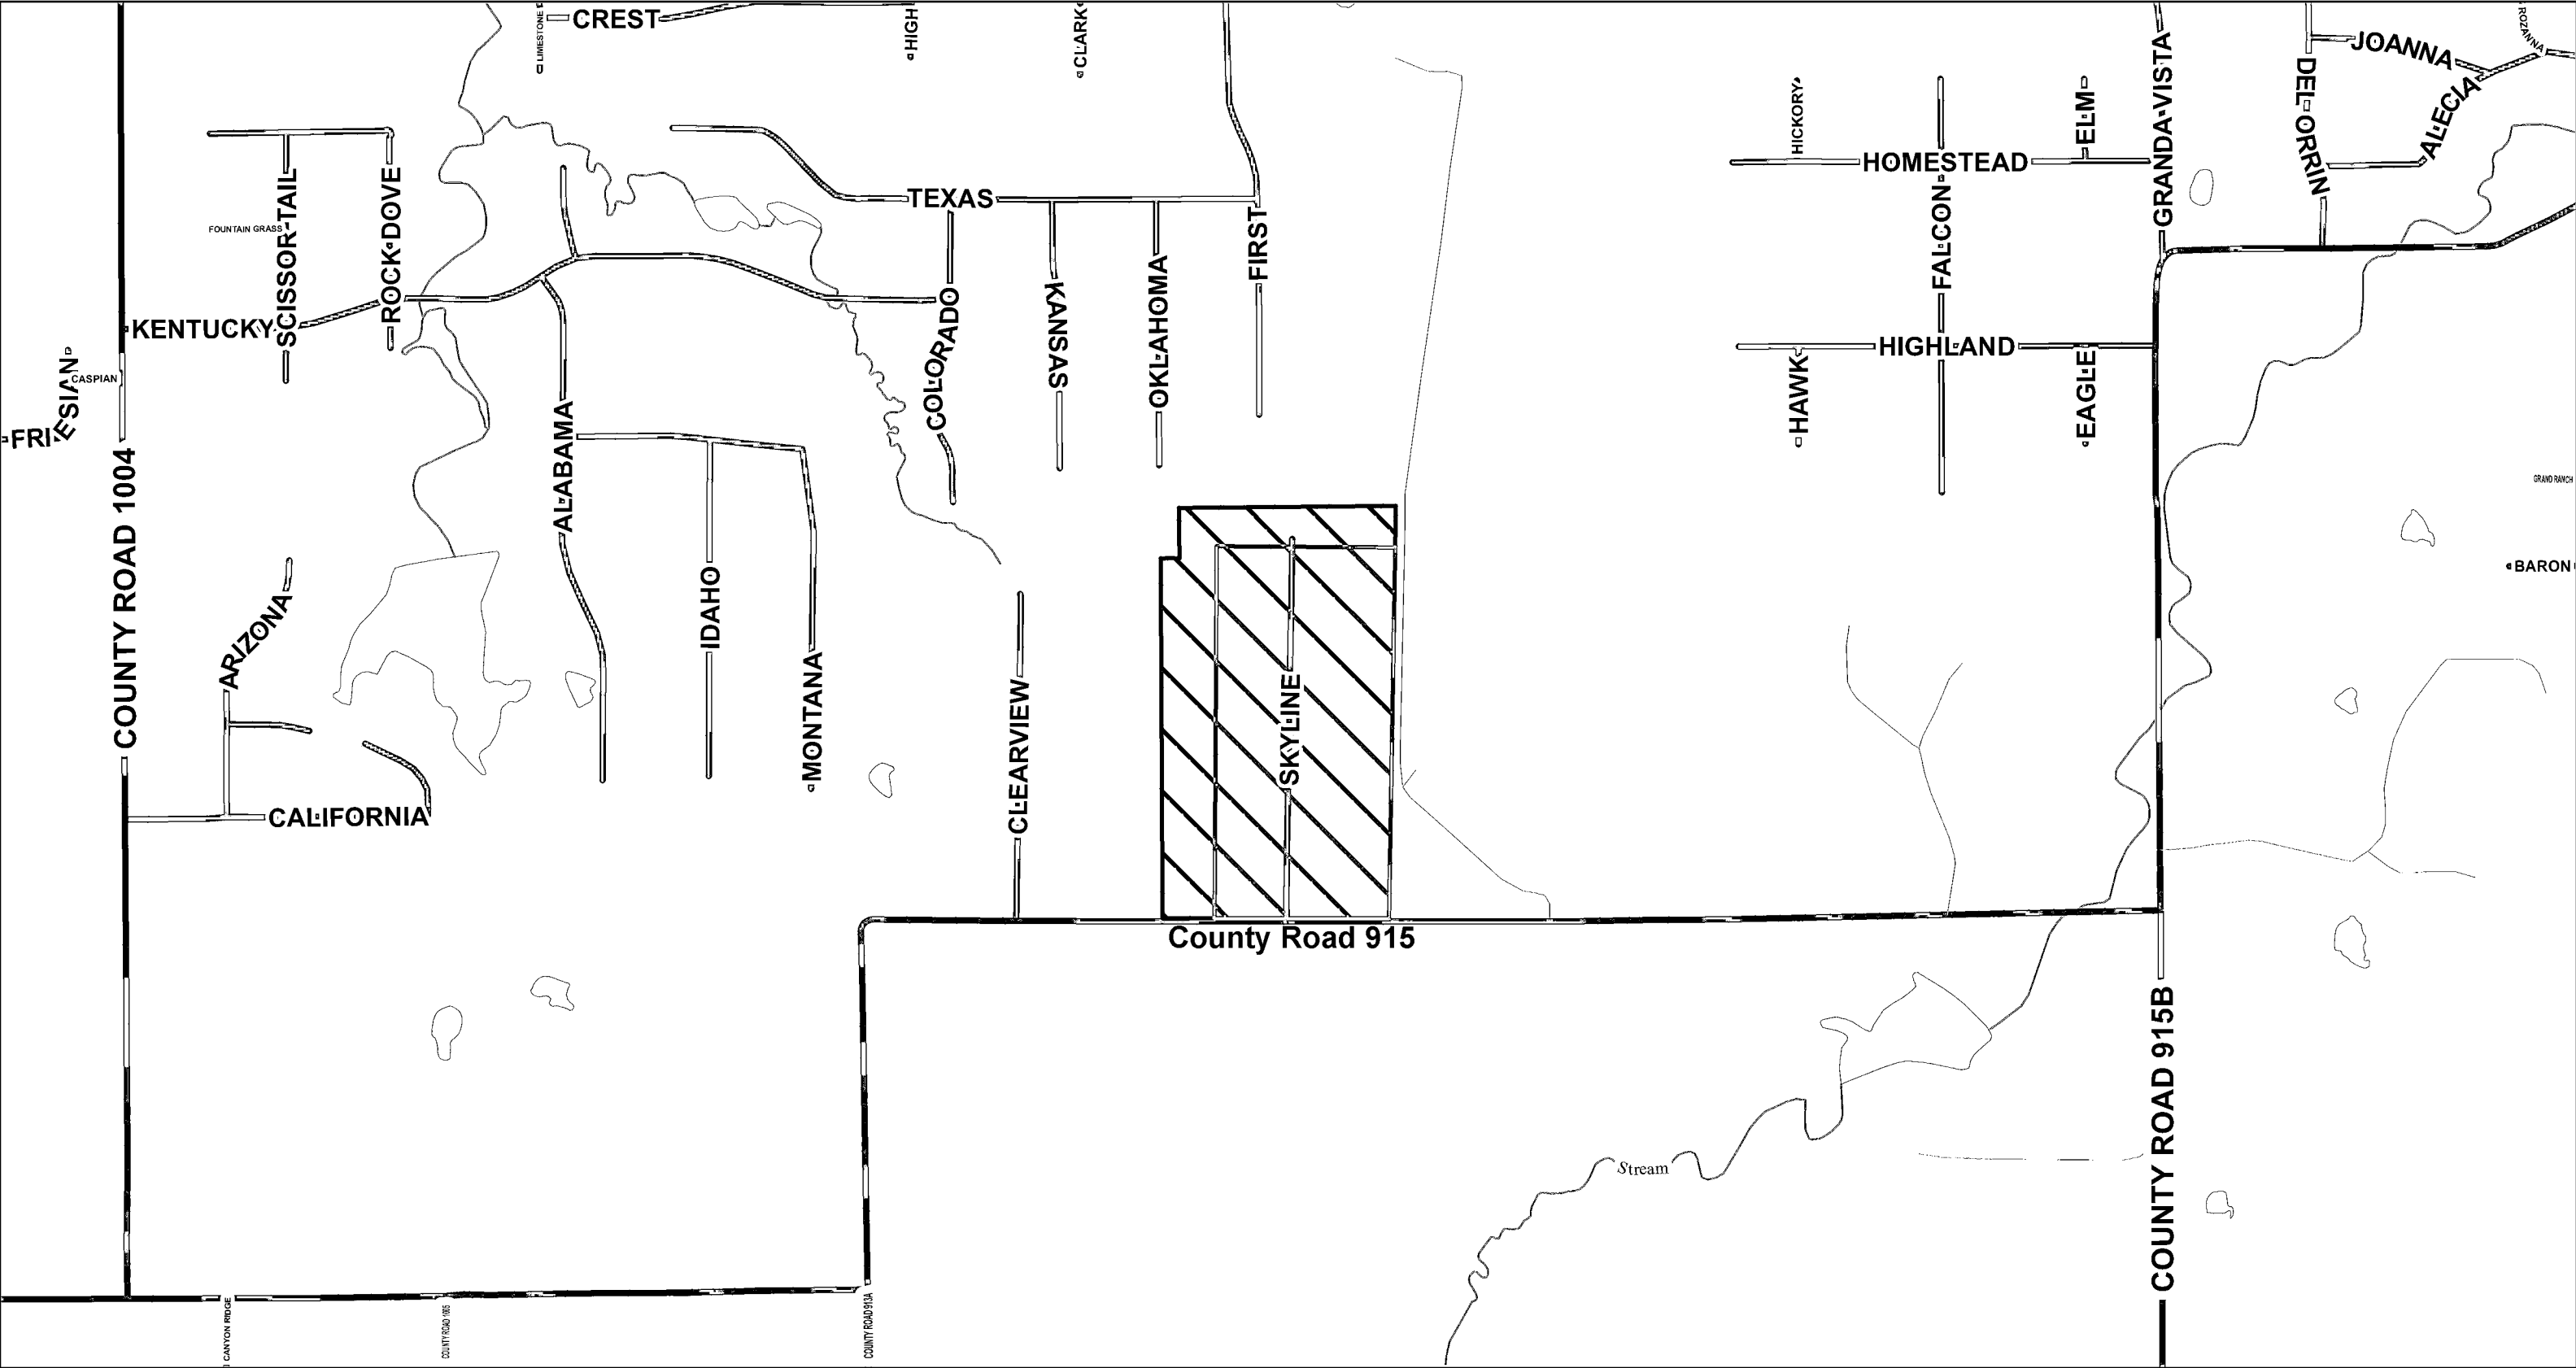 CREST
LIMESTONE
HIGH
CLARK
GRANDA VISTA
DEL ORRIN
JOANNA
ROZANNA
ALECIA
HICKORY
ELM
HOMESTEAD
FALCON
TEXAS
FIRST
SCISSOR-TAIL
ROCK DOVE
FOUNTAIN GRASS
KENTUCKY
COLORADO
KANSAS
OKLAHOMA
HIGHLAND
HAWK
EAGLE
FRIESIAN
CASPIAN
COUNTY ROAD 1004
ALABAMA
GRAND RANCH
BARON
ARIZONA
IDAHO
MONTANA
CLEARVIEW
SKYLINE
CALIFORNIA
County Road 915
COUNTY ROAD 915B
Stream
CANYON RIDGE
COUNTY ROAD 1005
COUNTY ROAD 913A